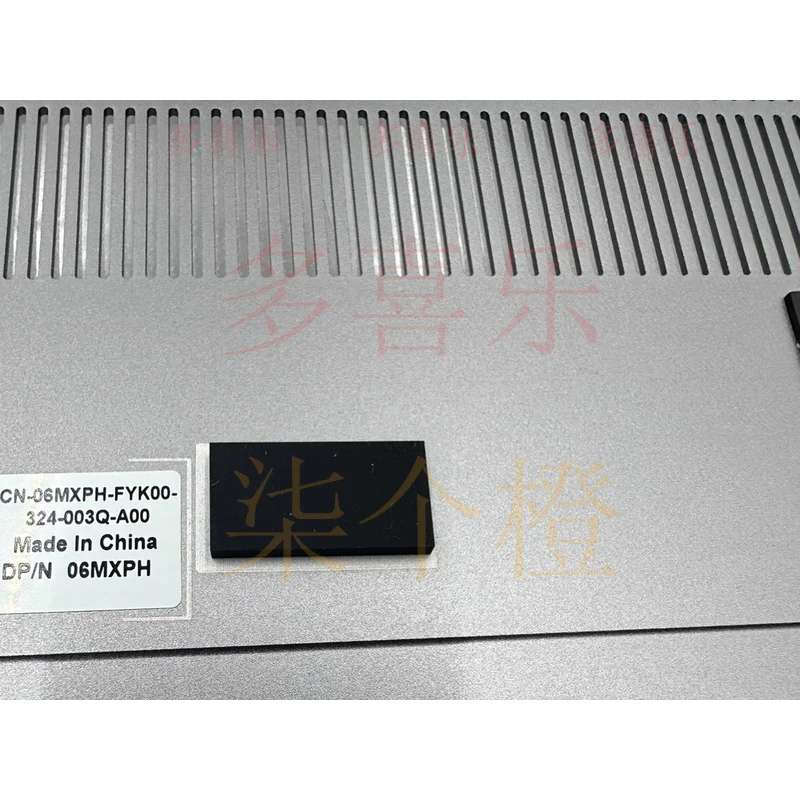 多喜乐 多喜乐 多喜乐
多喜乐
柒个橙
CN-06MXPH-FYK00-
324-003Q-A00
Made In China
DP/N 06MXPH